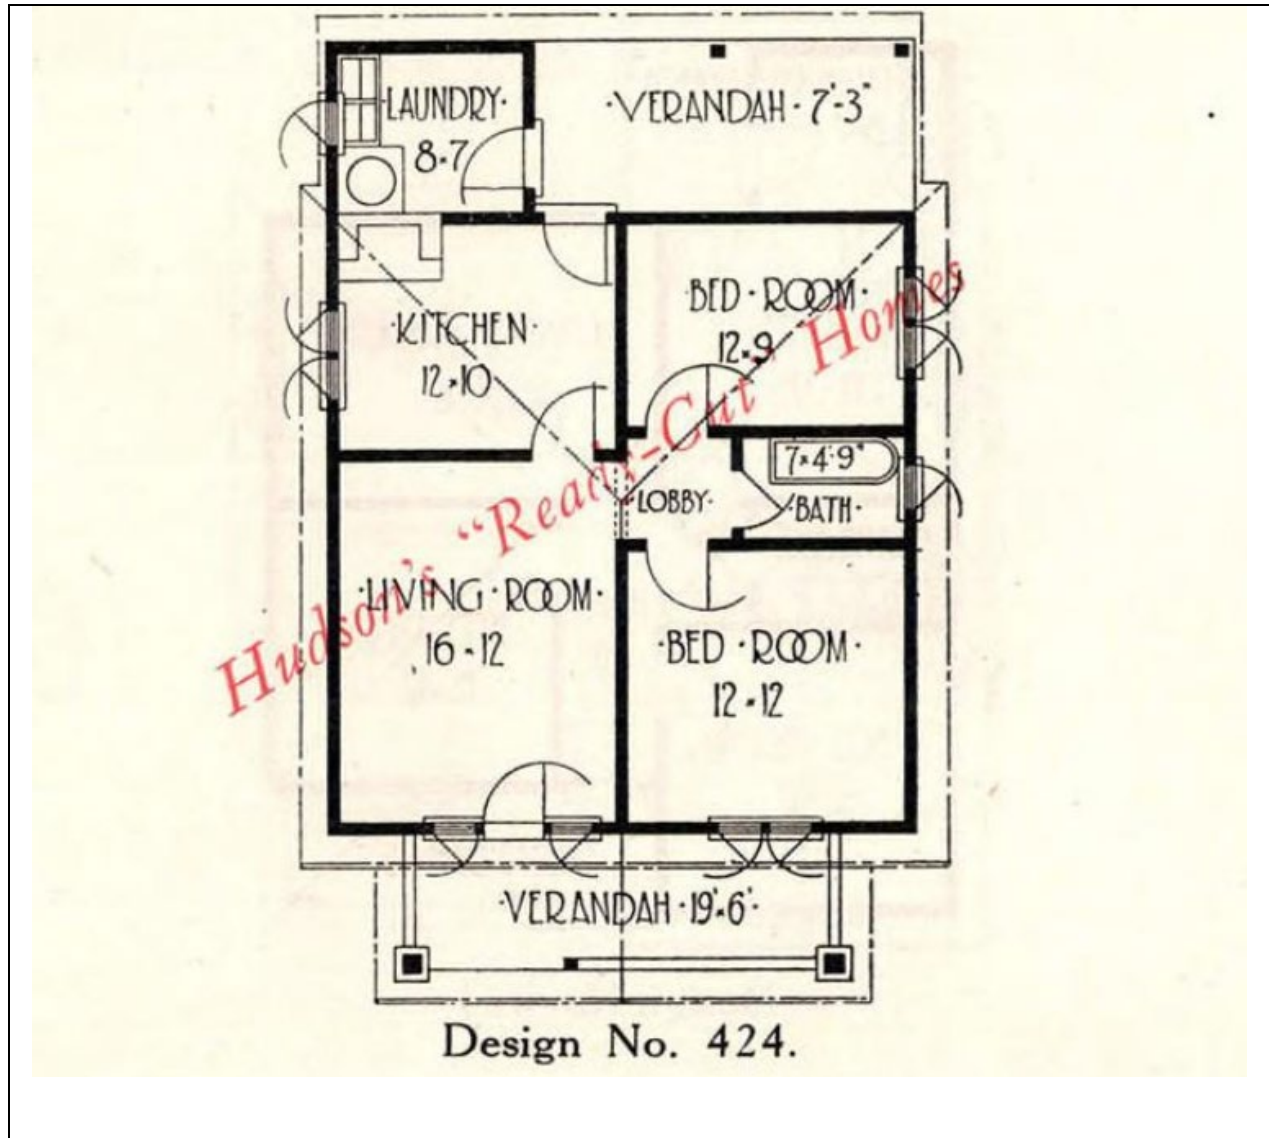 ·LAUNDRY·
8·7
·VERANDAH· 7'-3"
·BED·ROOM·
12×9
·KITCHEN·
12×10
7×4'9"
·LOBBY·
·BATH·
·LIVING·ROOM·
16×12
·BED·ROOM·
12×12
·VERANDAH·19'×6'·
Hudson's "Ready-Cut" Homes
Design No. 424.